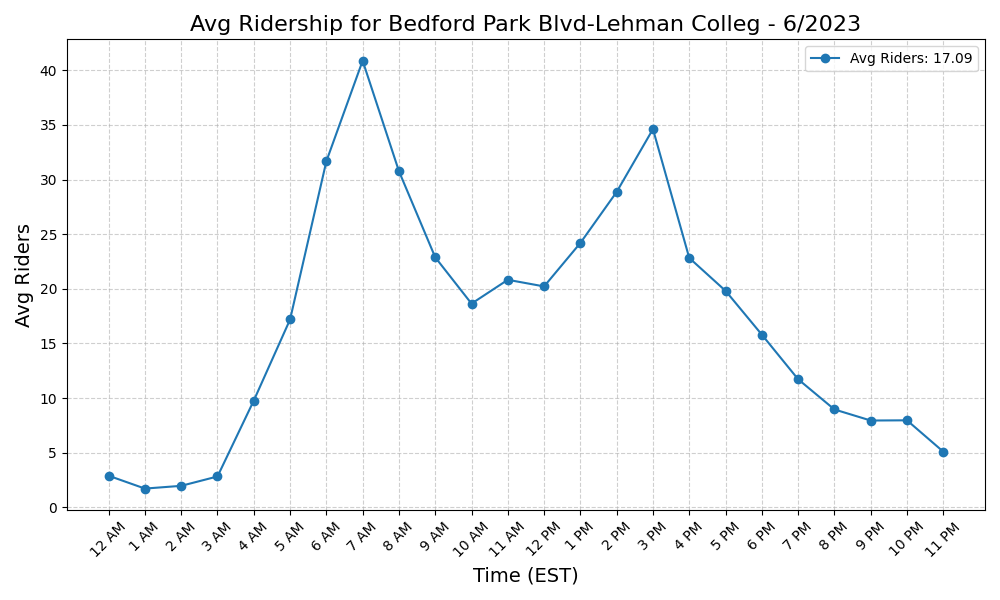 Avg Ridership for Bedford Park Blvd-Lehman Colleg - 6/2023
Avg Riders: 17.09
Avg Riders
40
35
30
25
20
15
10
5
0
12 AM
1 AM
2 AM
3 AM
4 AM
5 AM
6 AM
7 AM
8 AM
9 AM
10 AM
11 AM
12 PM
1 PM
2 PM
3 PM
4 PM
5 PM
6 PM
7 PM
8 PM
9 PM
10 PM
11 PM
Time (EST)